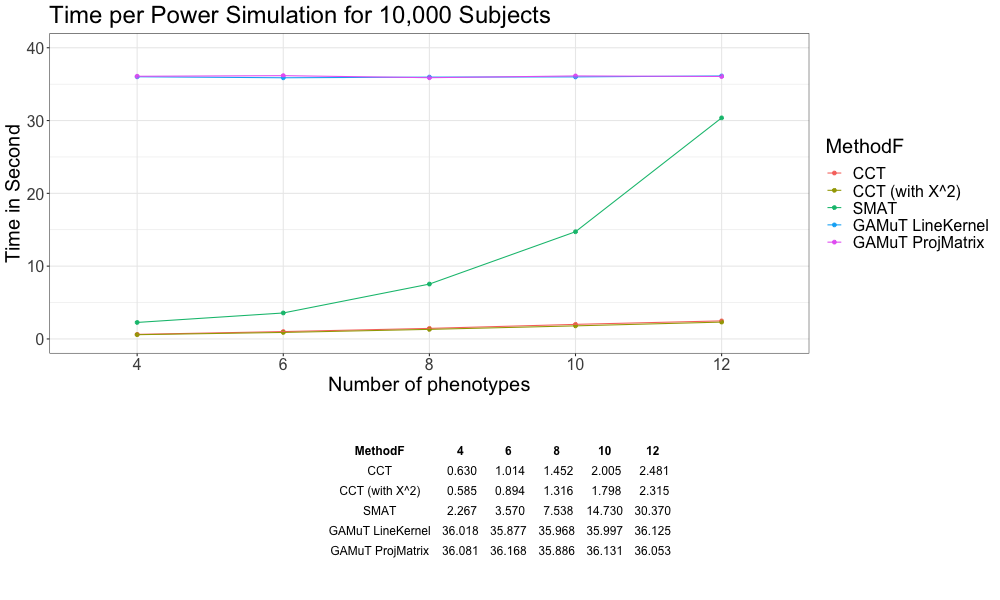 Time per Power Simulation for 10,000 Subjects
Time in Second
40
30
20
10
0
4 6 8 10 12
Number of phenotypes
MethodF
CCT
CCT (with X^2)
SMAT
GAMuT LineKernel
GAMuT ProjMatrix
MethodF 4 6 8 10 12
CCT 0.630 1.014 1.452 2.005 2.481
CCT (with X^2) 0.585 0.894 1.316 1.798 2.315
SMAT 2.267 3.570 7.538 14.730 30.370
GAMuT LineKernel 36.018 35.877 35.968 35.997 36.125
GAMuT ProjMatrix 36.081 36.168 35.886 36.131 36.053